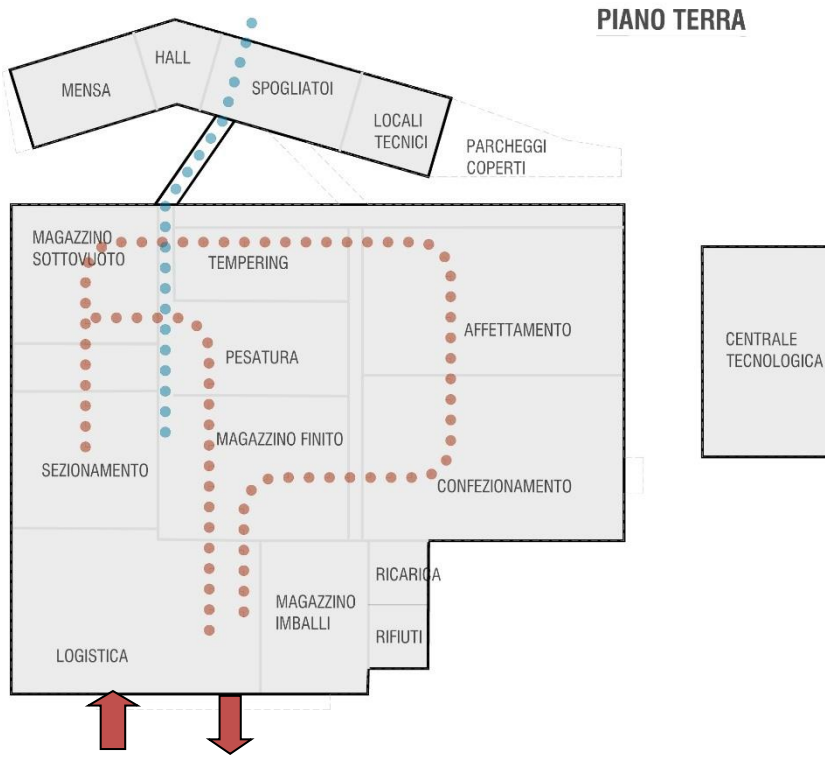 PIANO TERRA
HALL
MENSA
SPOGLIATOI
LOCALI
TECNICI
PARCHEGGI
COPERTI
MAGAZZINO
SOTTOVUOTO
TEMPERING
AFFETTAMENTO
CENTRALE
TECNOLOGICA
PESATURA
MAGAZZINO FINITO
SEZIONAMENTO
CONFEZIONAMENTO
RICARICA
MAGAZZINO
IMBALLI
RIFIUTI
LOGISTICA